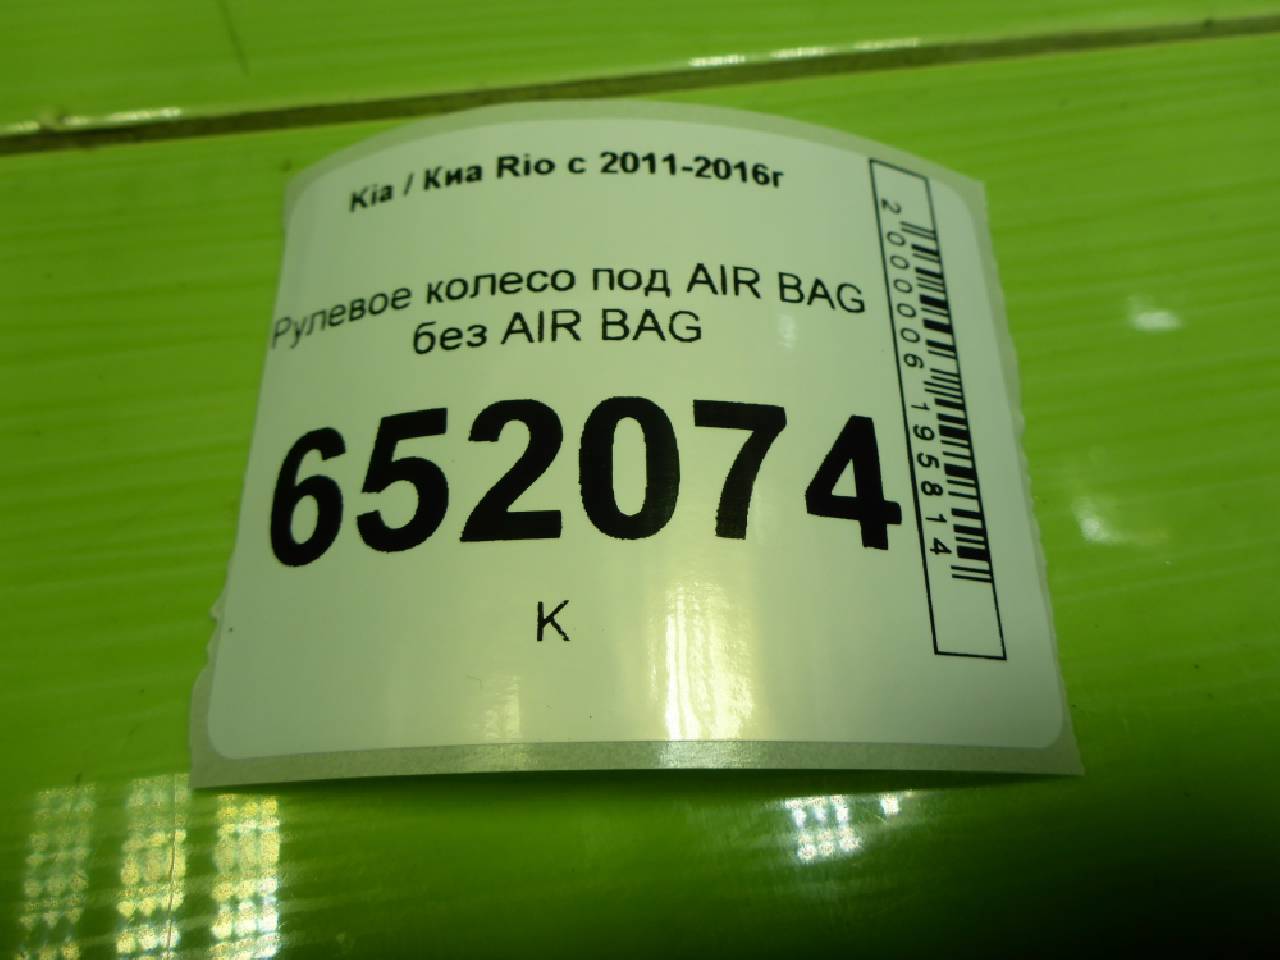 Kia / Киа Rio с 2011-2016г
Рулевое колесо под AIR BAG
без AIR BAG
652074
К
2000006195814